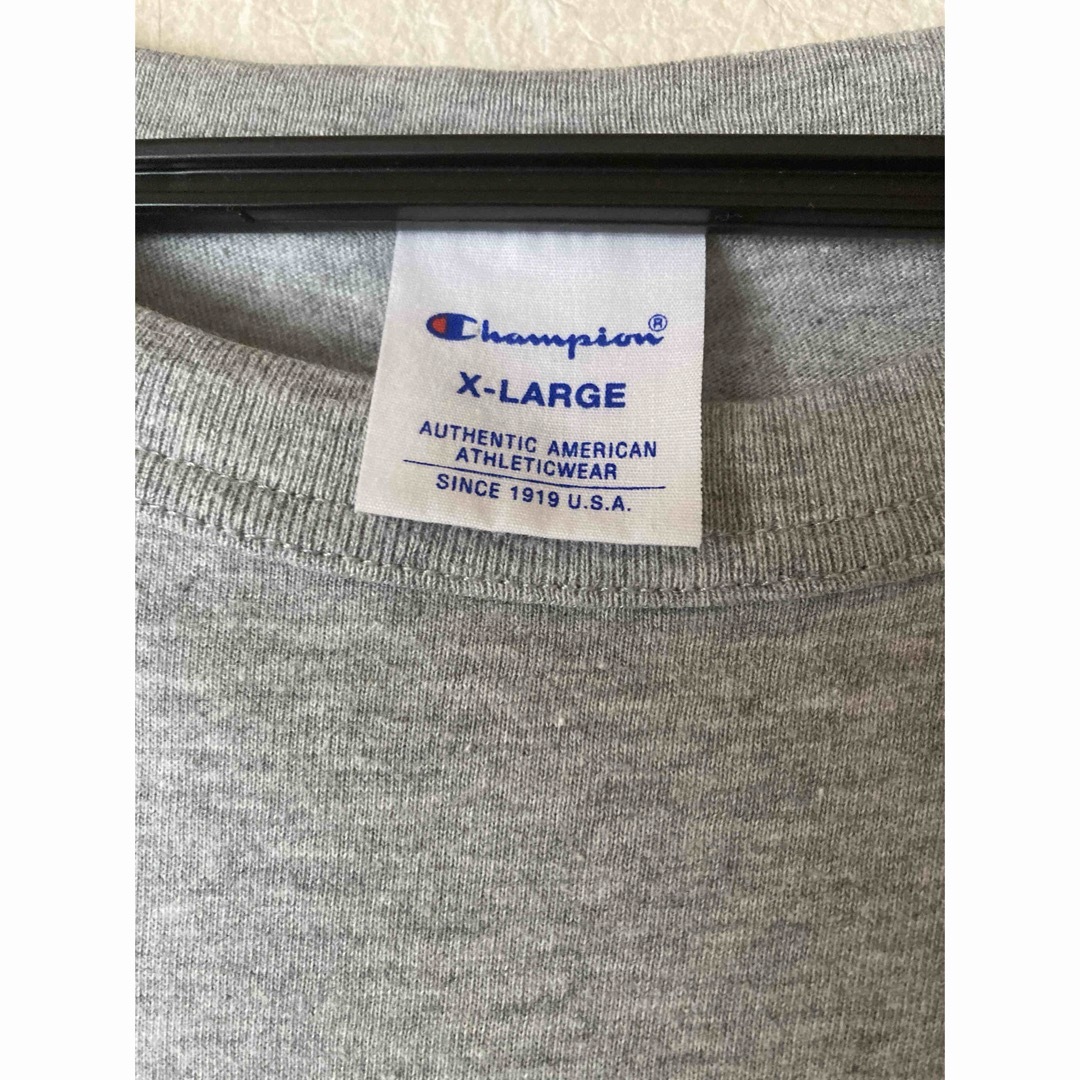 Champion®
X-LARGE
AUTHENTIC AMERICAN
ATHLETICWEAR
SINCE 1919 U.S.A.